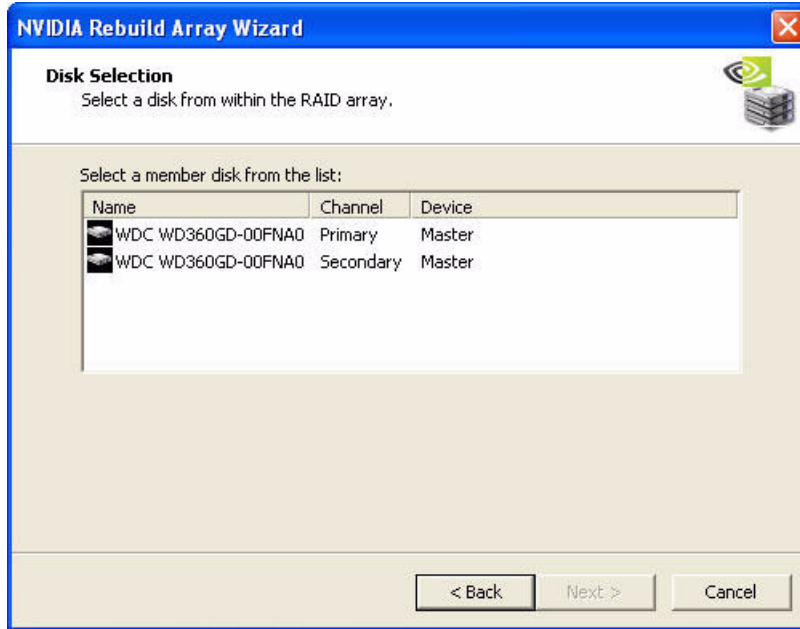 NVIDIA Rebuild Array Wizard
Disk Selection
Select a disk from within the RAID array.
Select a member disk from the list:
Name Channel Device
WDC WD360GD-00FNA0 Primary Master
WDC WD360GD-00FNA0 Secondary Master
< Back Next > Cancel